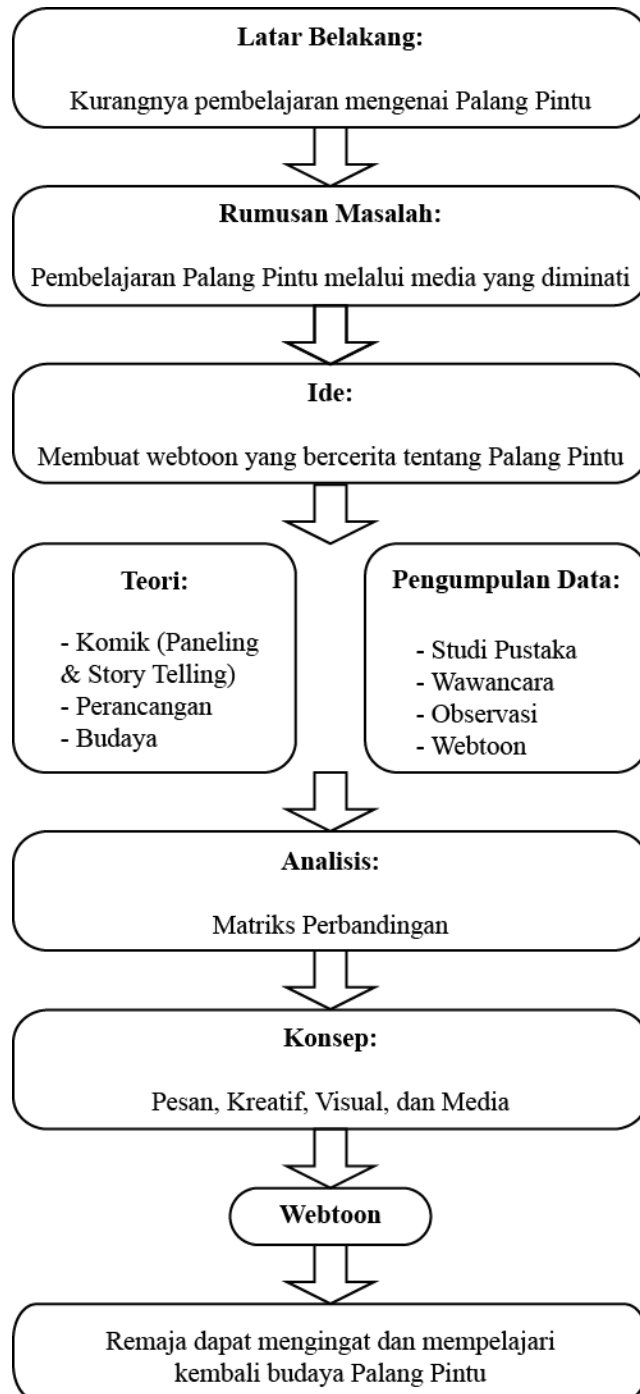 Latar Belakang:
Kurangnya pembelajaran mengenai Palang Pintu
Rumusan Masalah:
Pembelajaran Palang Pintu melalui media yang diminati
Ide:
Membuat webtoon yang bercerita tentang Palang Pintu
Teori:
- Komik (Paneling
& Story Telling)
- Perancangan
- Budaya
Pengumpulan Data:
- Studi Pustaka
- Wawancara
- Observasi
- Webtoon
Analisis:
Matriks Perbandingan
Konsep:
Pesan, Kreatif, Visual, dan Media
Webtoon
Remaja dapat mengingat dan mempelajari
kembali budaya Palang Pintu